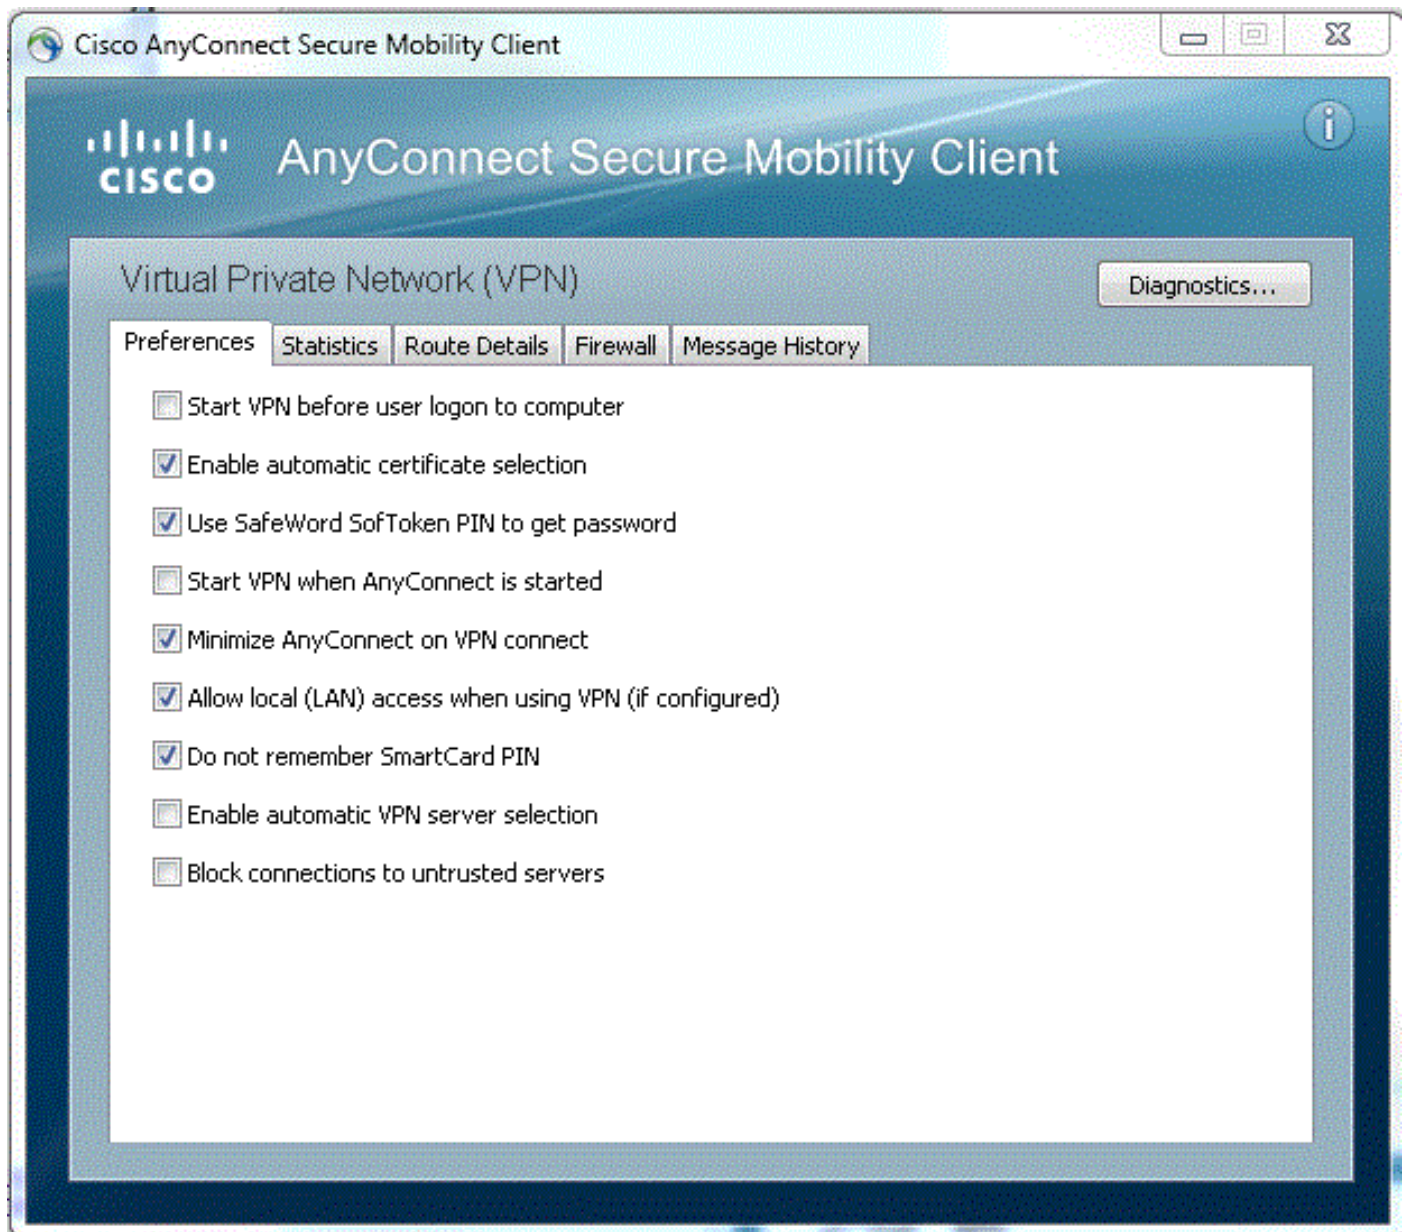 Cisco AnyConnect Secure Mobility Client
CISCO
AnyConnect Secure Mobility Client
i
Virtual Private Network (VPN)
Diagnostics...
Preferences
Statistics
Route Details
Firewall
Message History
Start VPN before user logon to computer
Enable automatic certificate selection
Use SafeWord SofToken PIN to get password
Start VPN when AnyConnect is started
Minimize AnyConnect on VPN connect
Allow local (LAN) access when using VPN (if configured)
Do not remember SmartCard PIN
Enable automatic VPN server selection
Block connections to untrusted servers